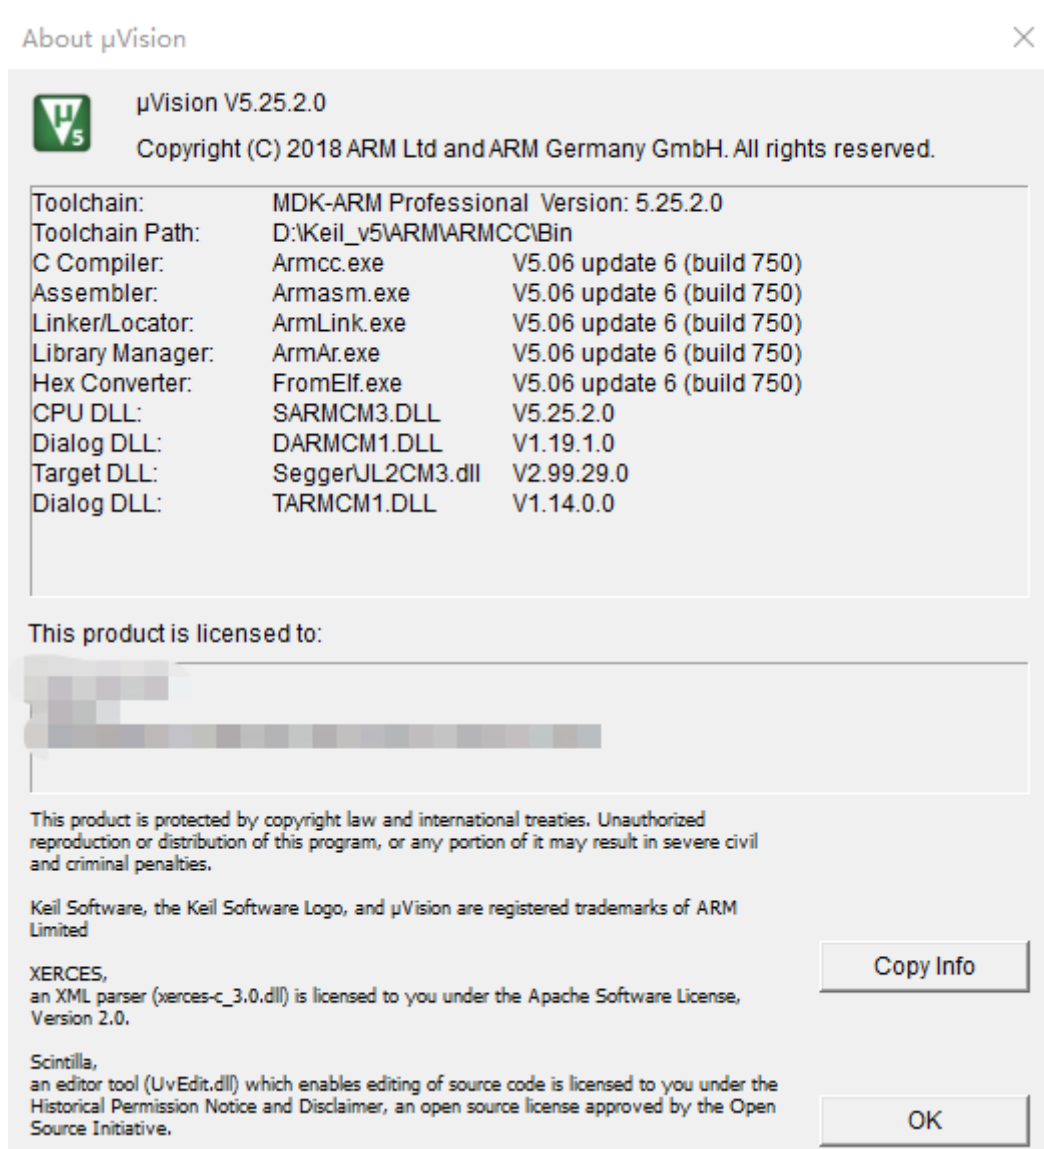 About µVision
µVision V5.25.2.0
Copyright (C) 2018 ARM Ltd and ARM Germany GmbH. All rights reserved.
Toolchain: MDK-ARM Professional Version: 5.25.2.0
Toolchain Path: D:\Keil_v5\ARM\ARMCC\Bin
C Compiler: Armcc.exe V5.06 update 6 (build 750)
Assembler: Armasm.exe V5.06 update 6 (build 750)
Linker/Locator: ArmLink.exe V5.06 update 6 (build 750)
Library Manager: ArmAr.exe V5.06 update 6 (build 750)
Hex Converter: FromElf.exe V5.06 update 6 (build 750)
CPU DLL: SARMCM3.DLL V5.25.2.0
Dialog DLL: DARMCM1.DLL V1.19.1.0
Target DLL: Segger\JL2CM3.dll V2.99.29.0
Dialog DLL: TARMCM1.DLL V1.14.0.0
This product is licensed to:
This product is protected by copyright law and international treaties. Unauthorized
reproduction or distribution of this program, or any portion of it may result in severe civil
and criminal penalties.
Keil Software, the Keil Software Logo, and µVision are registered trademarks of ARM
Limited
XERCES,
an XML parser (xerces-c_3.0.dll) is licensed to you under the Apache Software License,
Version 2.0.
Scintilla,
an editor tool (UvEdit.dll) which enables editing of source code is licensed to you under the
Historical Permission Notice and Disclaimer, an open source license approved by the Open
Source Initiative.
Copy Info
OK